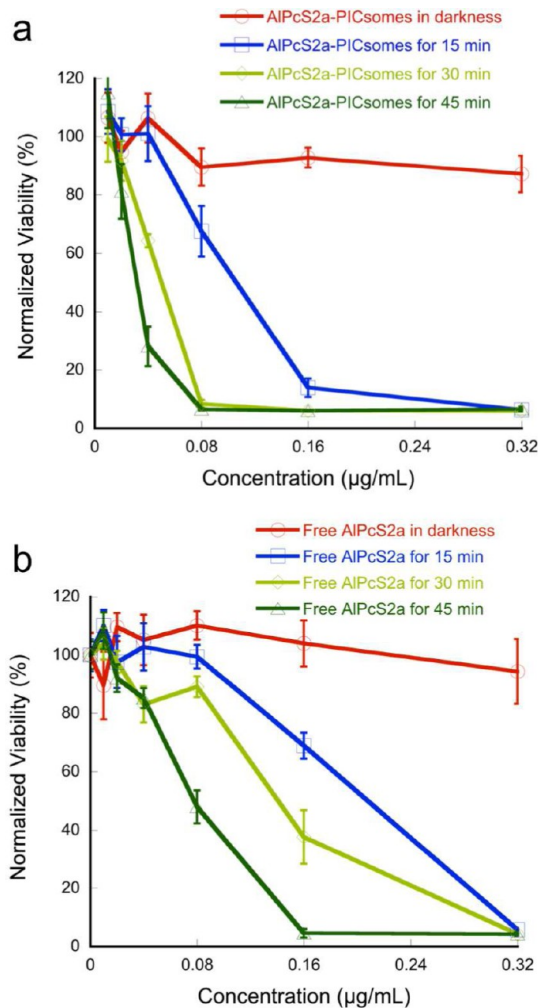 a
AlPcS2a-PICsomes in darkness
AlPcS2a-PICsomes for 15 min
AlPcS2a-PICsomes for 30 min
AlPcS2a-PICsomes for 45 min
120
100
80
60
40
20
0
Normalized Viability (%)
0 0.08 0.16 0.24 0.32
Concentration (µg/mL)
b
Free AlPcS2a in darkness
Free AlPcS2a for 15 min
Free AlPcS2a for 30 min
Free AlPcS2a for 45 min
120
100
80
60
40
20
0
Normalized Viability (%)
0 0.08 0.16 0.24 0.32
Concentration (µg/mL)